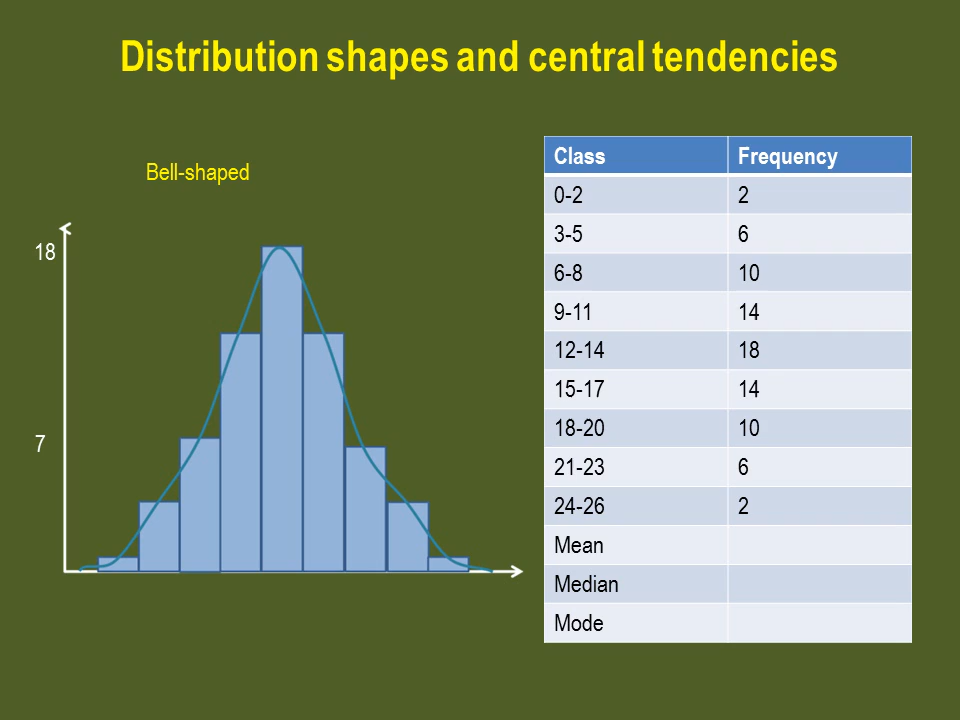 Distribution shapes and central tendencies
Bell-shaped
18
7
Class Frequency
0-2 2
3-5 6
6-8 10
9-11 14
12-14 18
15-17 14
18-20 10
21-23 6
24-26 2
Mean
Median
Mode